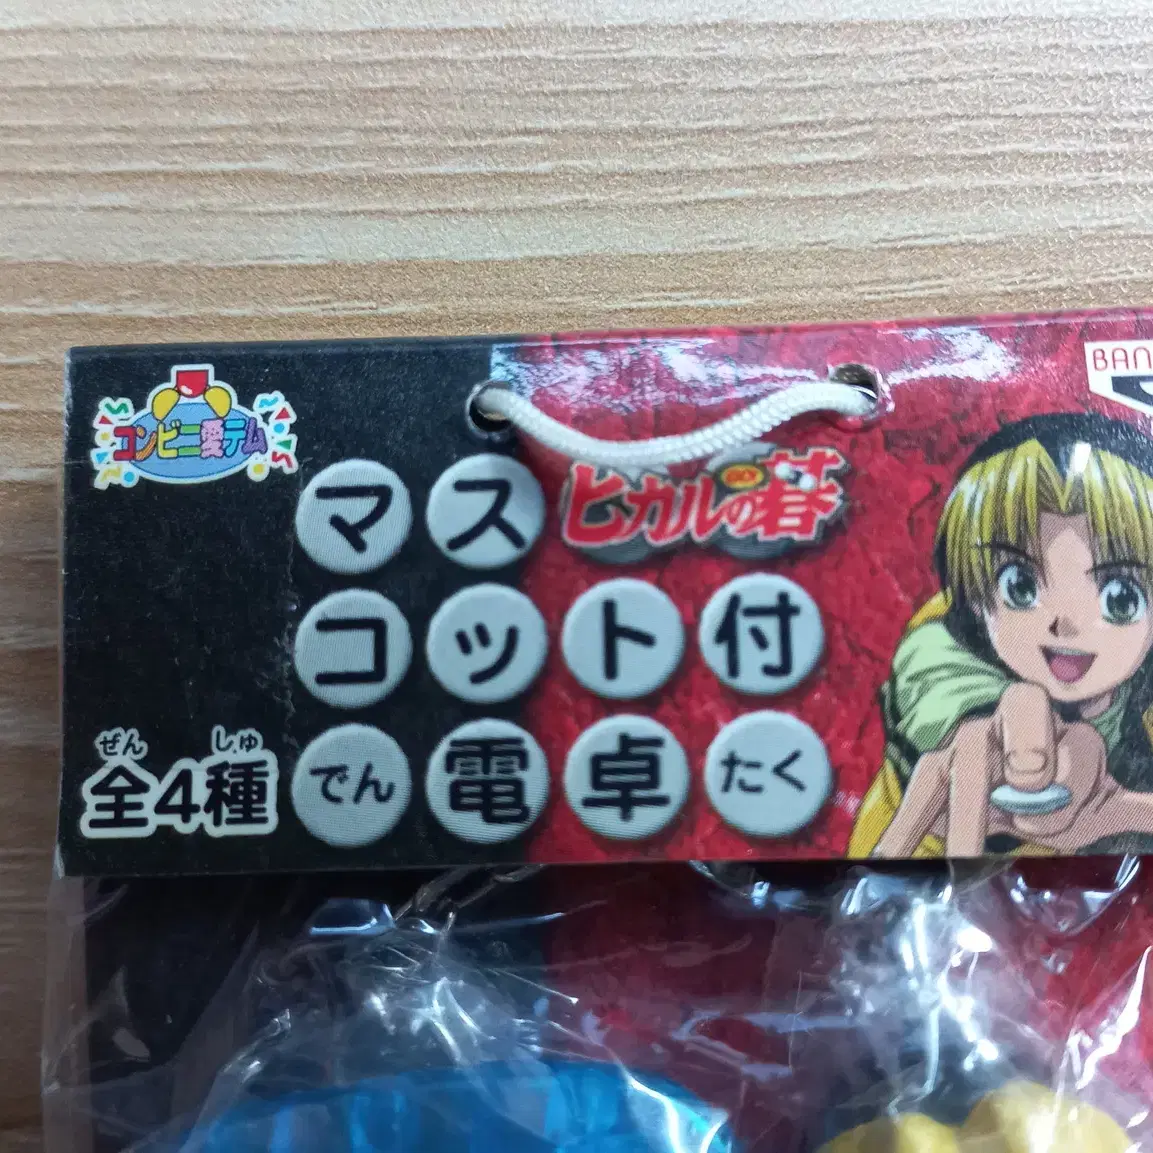 コンビニ愛テム
BAN
マス
ヒカルの碁
コット付
ぜん しゅ
全4種
でん電卓たく